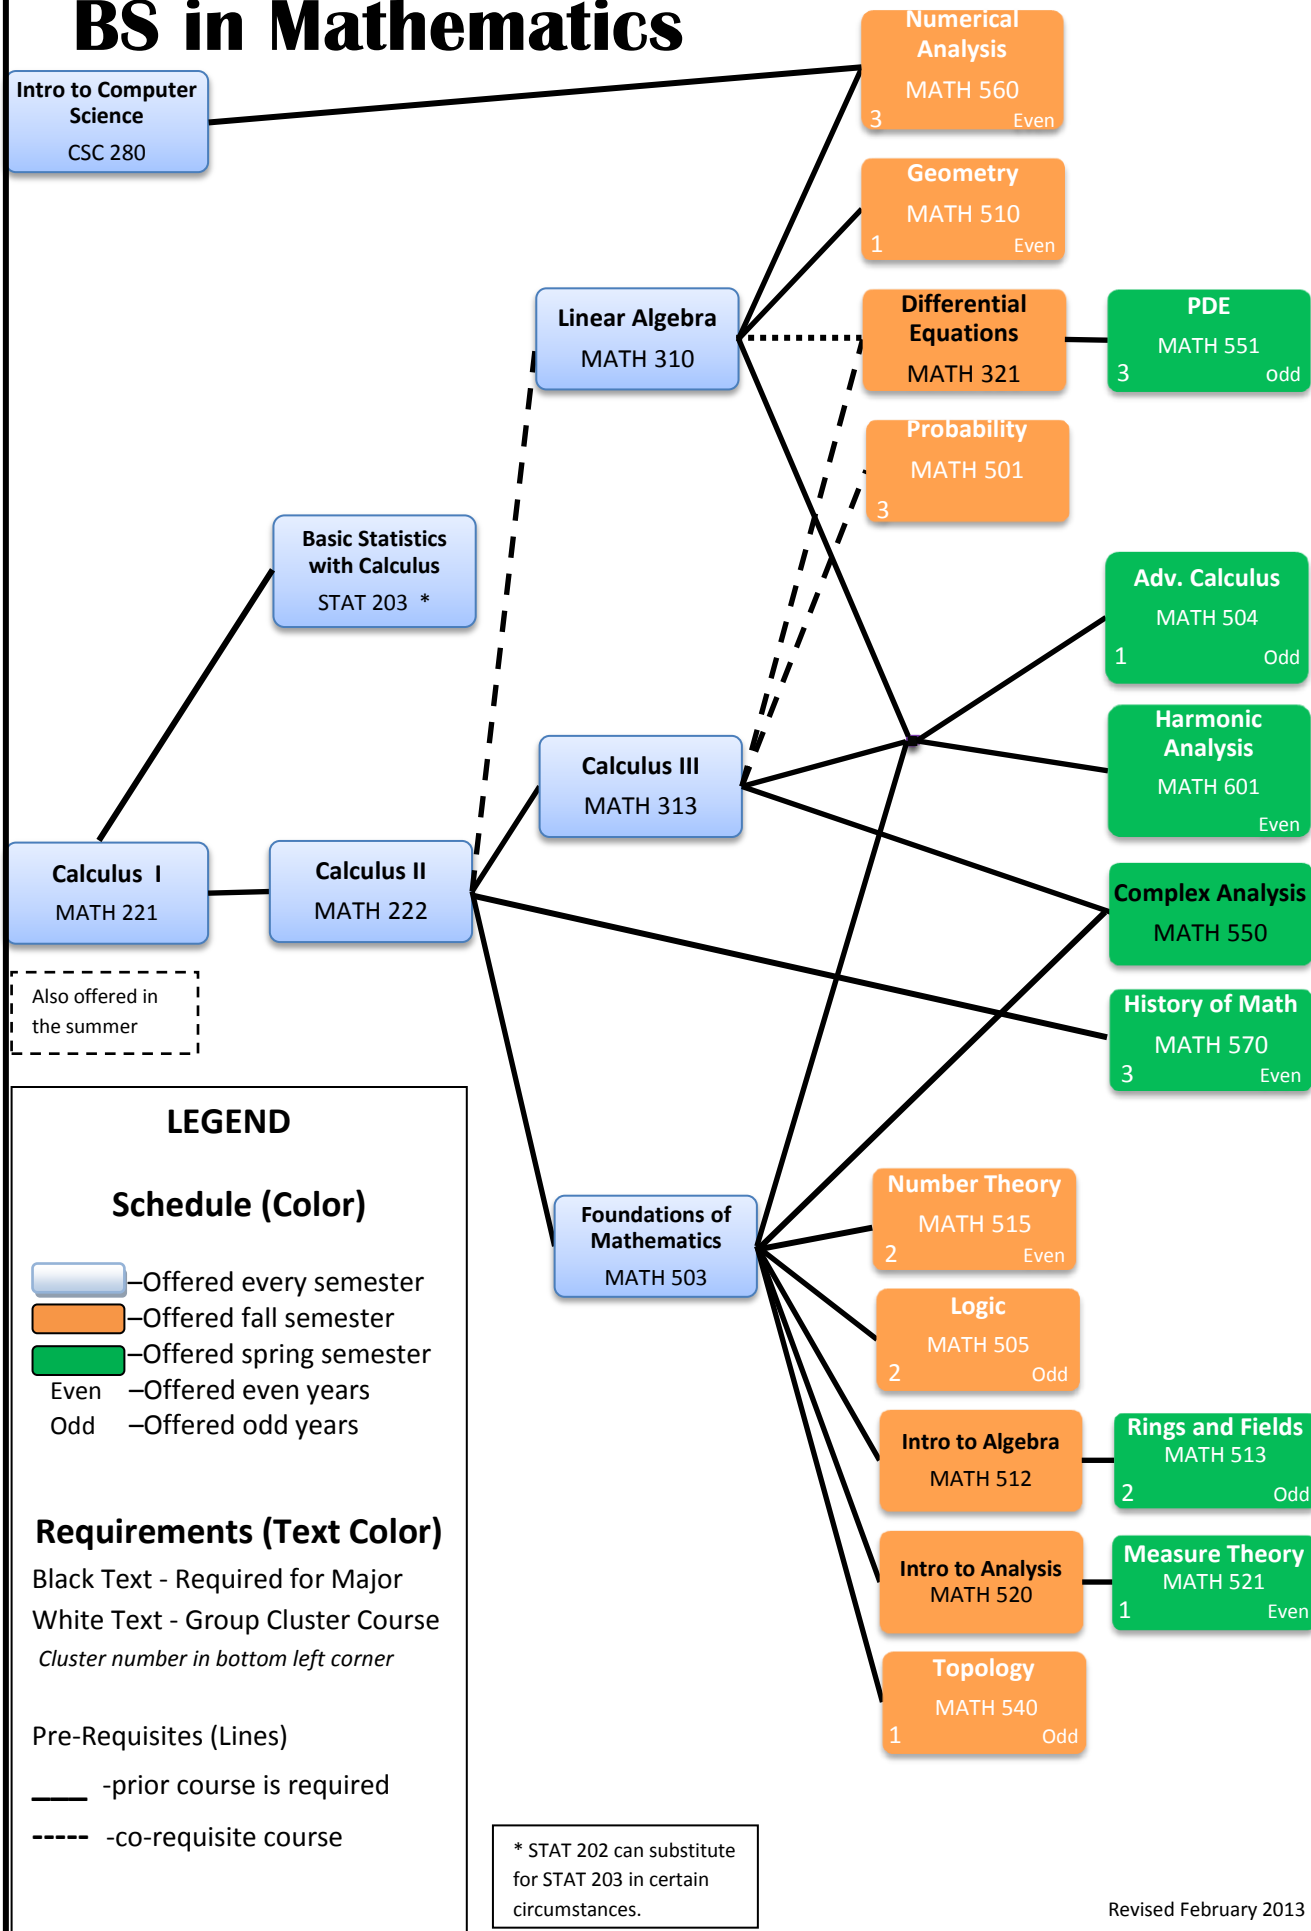 BS in Mathematics
Intro to Computer
Science
CSC 280
Numerical
Analysis
MATH 560
3 Even
Geometry
MATH 510
1 Even
Linear Algebra
MATH 310
Differential
Equations
MATH 321
PDE
MATH 551
3 odd
Probability
MATH 501
3
Basic Statistics
with Calculus
STAT 203 *
Adv. Calculus
MATH 504
1 Odd
Harmonic
Analysis
MATH 601
Even
Calculus III
MATH 313
Calculus I
MATH 221
Calculus II
MATH 222
Complex Analysis
MATH 550
History of Math
MATH 570
3 Even
Also offered in
the summer
Foundations of
Mathematics
MATH 503
Number Theory
MATH 515
2 Even
Logic
MATH 505
2 Odd
Intro to Algebra
MATH 512
Rings and Fields
MATH 513
2 Odd
Intro to Analysis
MATH 520
Measure Theory
MATH 521
1 Even
Topology
MATH 540
1 Odd
LEGEND
Schedule (Color)
–Offered every semester
–Offered fall semester
–Offered spring semester
Even –Offered even years
Odd –Offered odd years
Requirements (Text Color)
Black Text - Required for Major
White Text - Group Cluster Course
Cluster number in bottom left corner
Pre-Requisites (Lines)
___ -prior course is required
----- -co-requisite course
* STAT 202 can substitute
for STAT 203 in certain
circumstances.
Revised February 2013